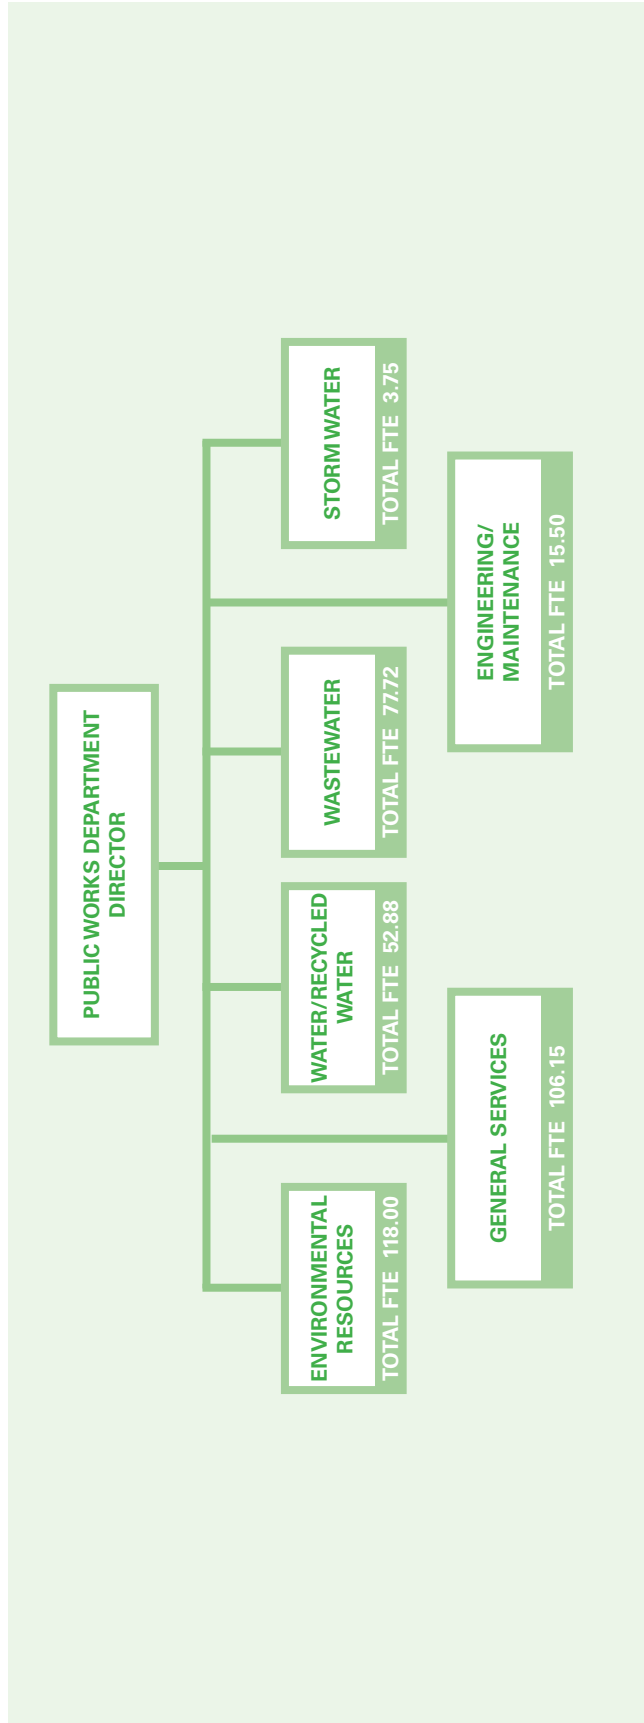 PUBLIC WORKS DEPARTMENT
DIRECTOR
ENVIRONMENTAL
RESOURCES
TOTAL FTE 118.00
WATER/RECYCLED
WATER
TOTAL FTE 52.88
WASTEWATER
TOTAL FTE 77.72
STORM WATER
TOTAL FTE 3.75
GENERAL SERVICES
TOTAL FTE 106.15
ENGINEERING/
MAINTENANCE
TOTAL FTE 15.50